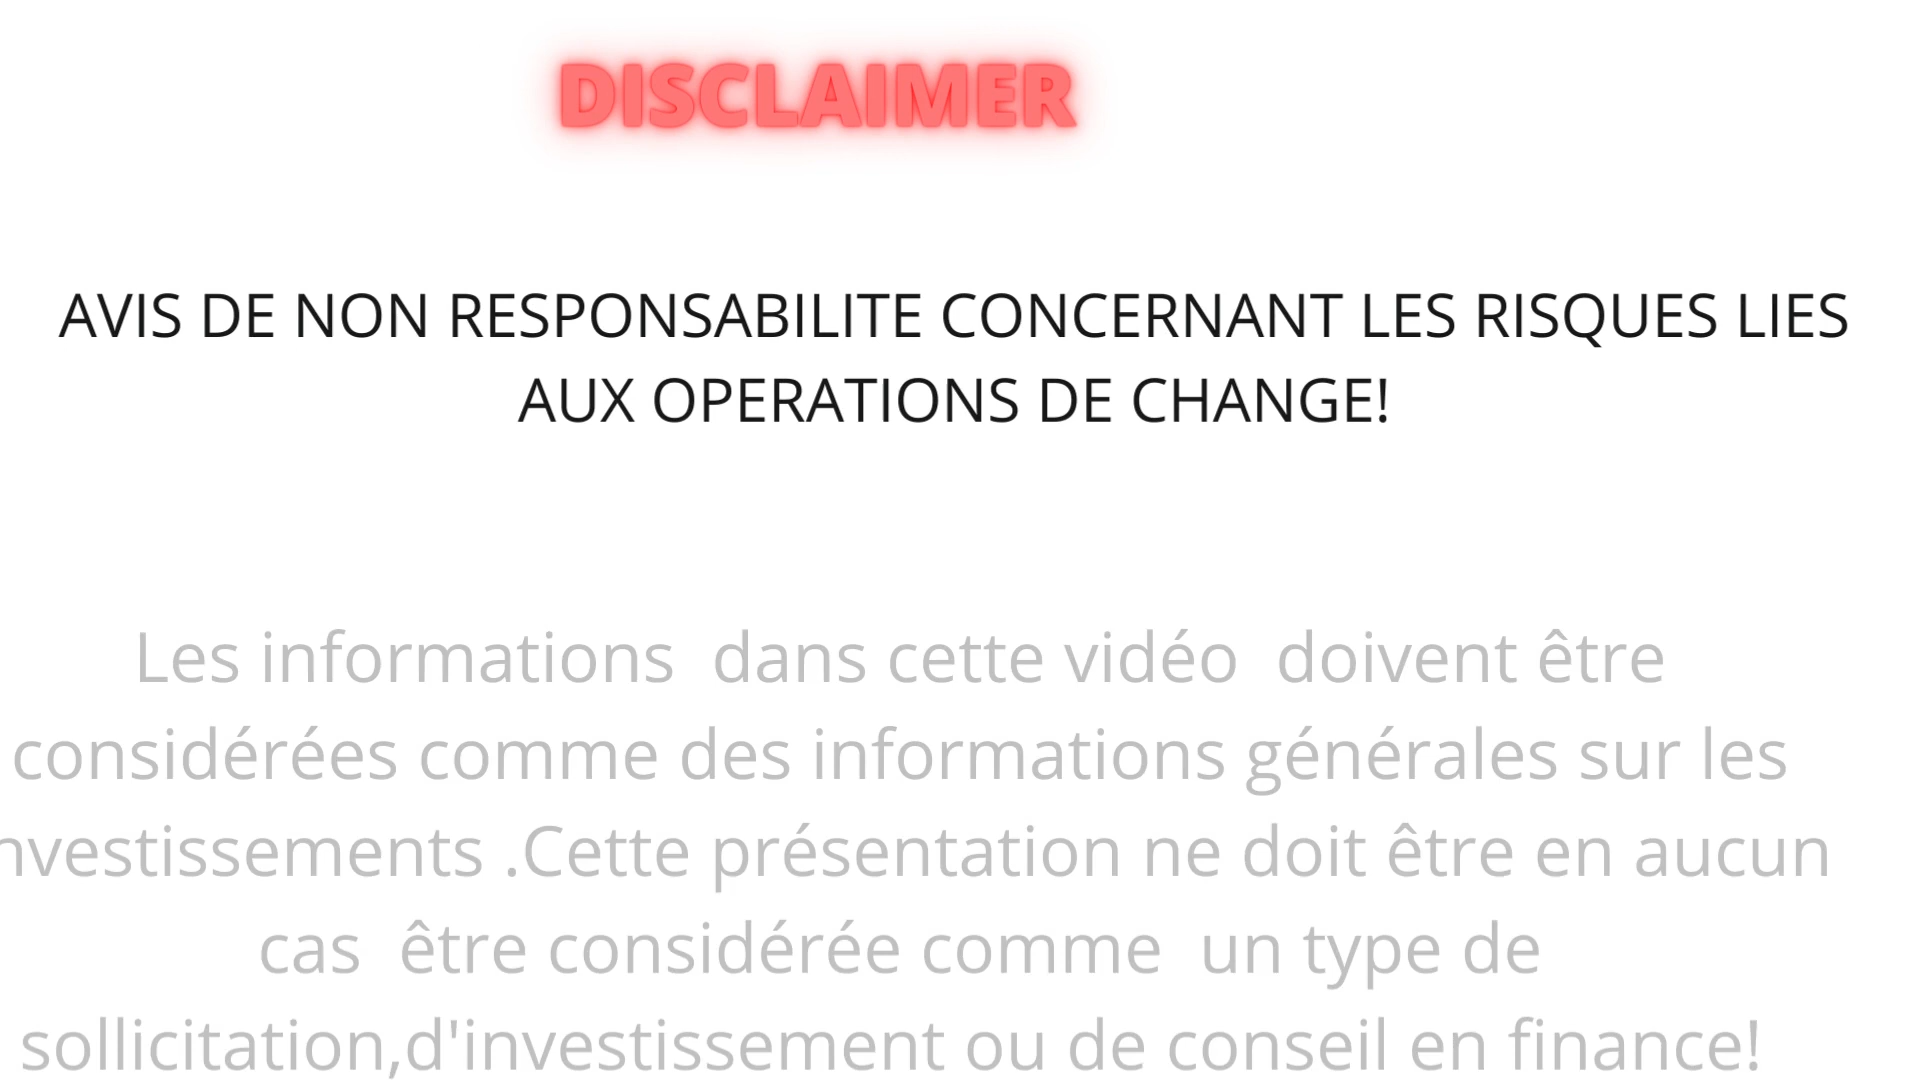 DISCLAIMER
AVIS DE NON RESPONSABILITE CONCERNANT LES RISQUES LIES
AUX OPERATIONS DE CHANGE!
Les informations  dans cette vidéo  doivent être
considérées comme des informations générales sur les
nvestissements .Cette présentation ne doit être en aucun
cas  être considérée comme  un type de
sollicitation,d'investissement ou de conseil en finance!